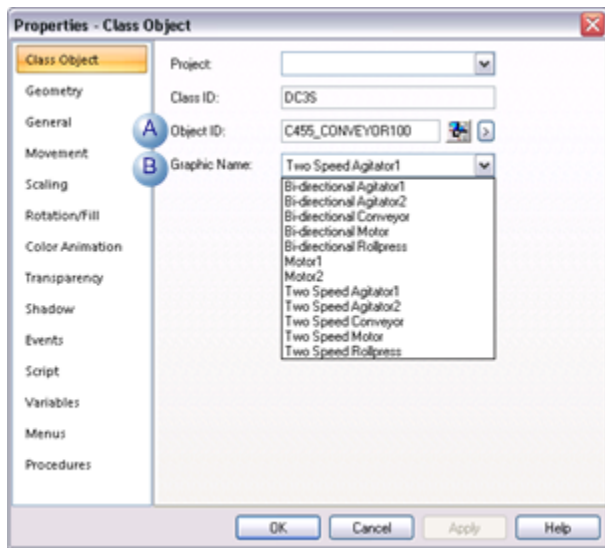 Properties - Class Object
Class Object
Geometry
General
Movement
Scaling
Rotation/Fill
Color Animation
Transparency
Shadow
Events
Script
Variables
Menus
Procedures
Project:
Class ID: DC3S
A Object ID: C455_CONVEYOR100 >
B Graphic Name: Two Speed Agitator1
Bi-directional Agitator1
Bi-directional Agitator2
Bi-directional Conveyor
Bi-directional Motor
Bi-directional Rollpress
Motor1
Motor2
Two Speed Agitator1
Two Speed Agitator2
Two Speed Conveyor
Two Speed Motor
Two Speed Rollpress
OK Cancel Apply Help